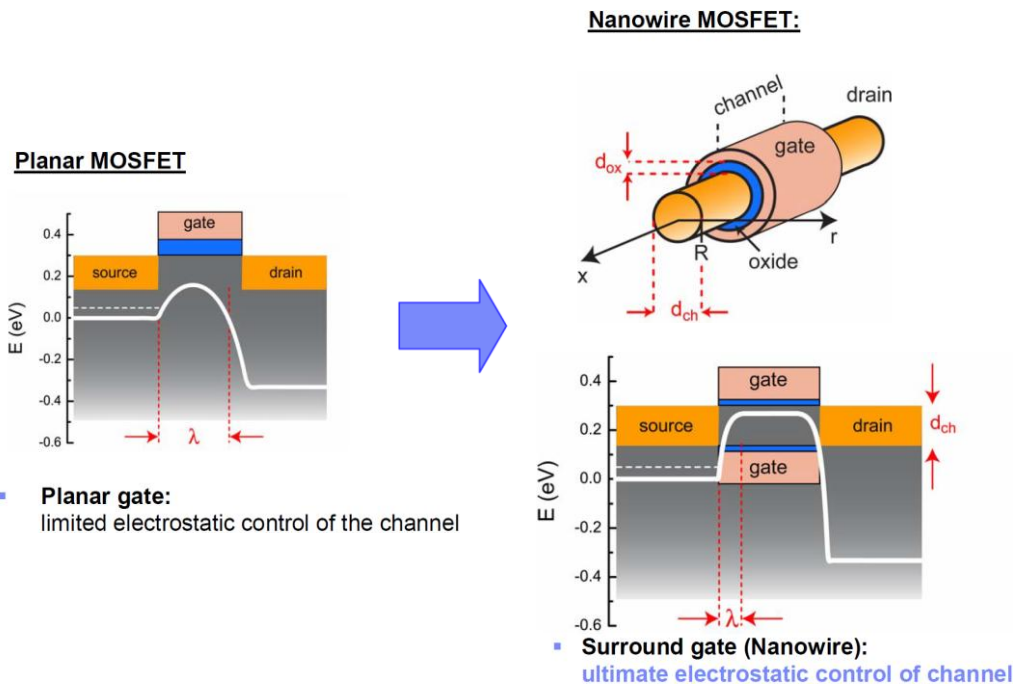 Nanowire MOSFET:
channel
drain
gate
d_ox
R
oxide
r
x
d_ch
Planar MOSFET
gate
source
drain
E (eV)
0.4
0.2
0.0
-0.2
-0.4
-0.6
λ
Planar gate:
limited electrostatic control of the channel
gate
source
drain
gate
d_ch
E (eV)
0.4
0.2
0.0
-0.2
-0.4
-0.6
λ
Surround gate (Nanowire):
ultimate electrostatic control of channel